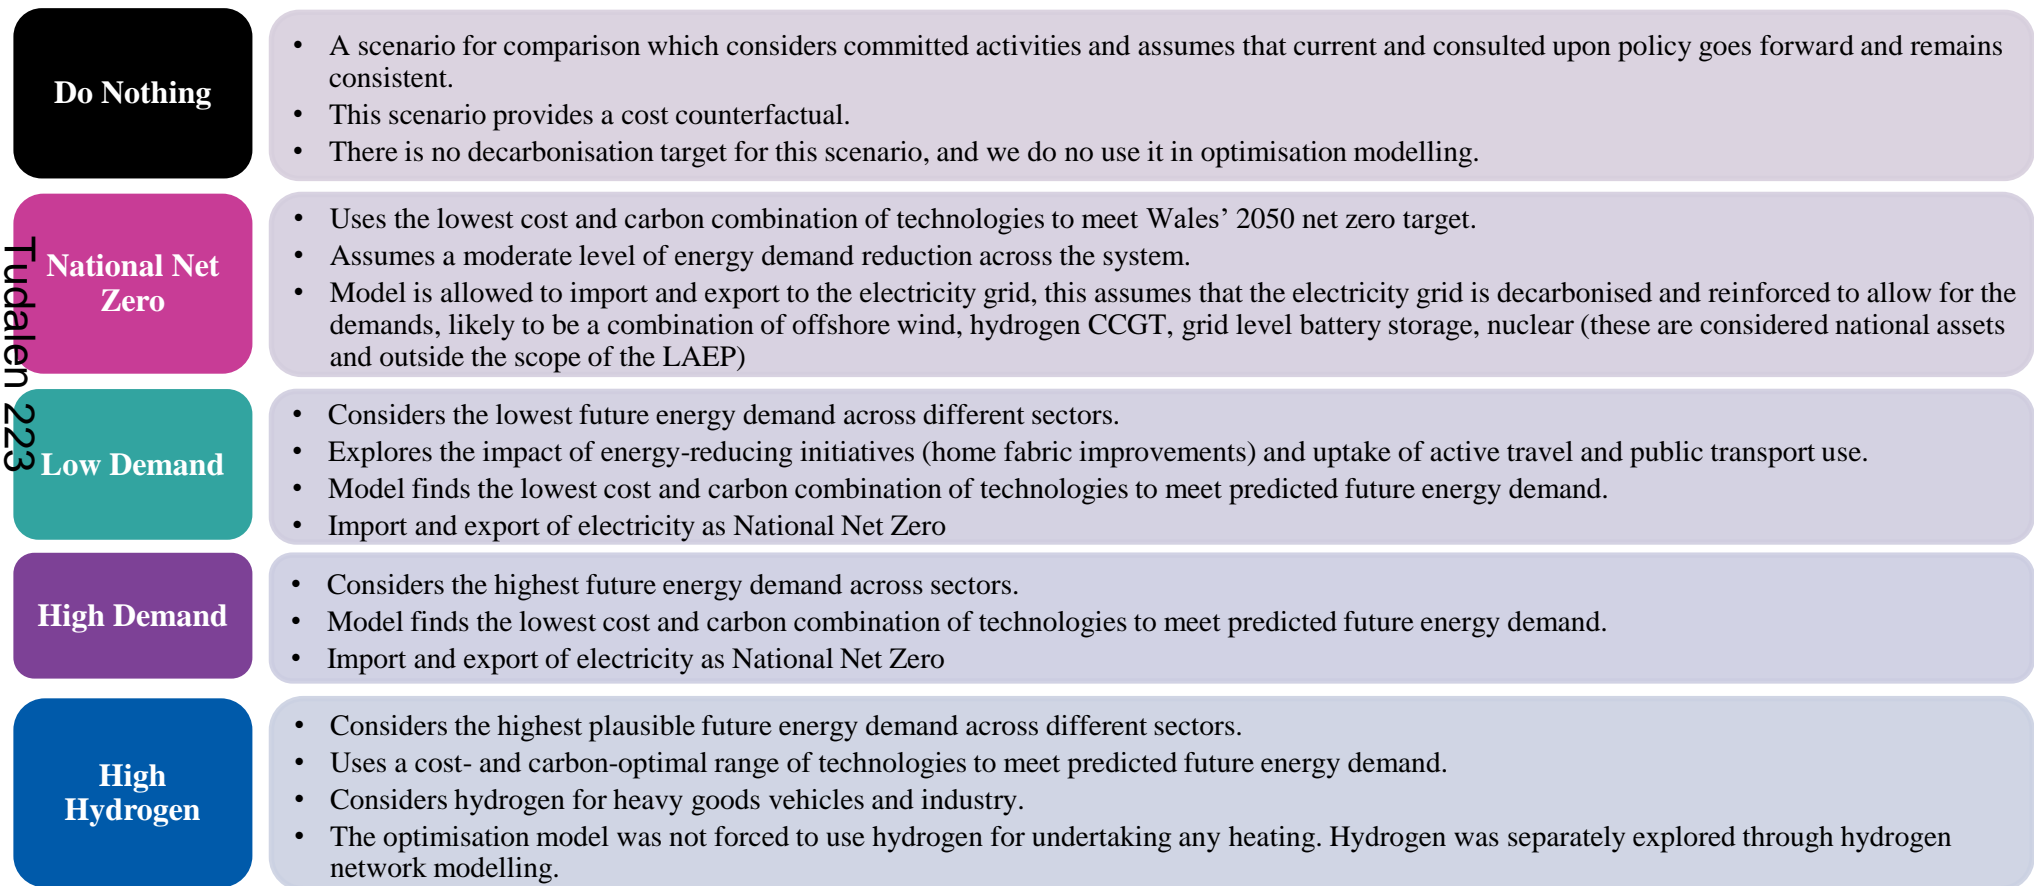 Do Nothing
• A scenario for comparison which considers committed activities and assumes that current and consulted upon policy goes forward and remains
consistent.
• This scenario provides a cost counterfactual.
• There is no decarbonisation target for this scenario, and we do no use it in optimisation modelling.
National Net
Zero
• Uses the lowest cost and carbon combination of technologies to meet Wales’ 2050 net zero target.
• Assumes a moderate level of energy demand reduction across the system.
• Model is allowed to import and export to the electricity grid, this assumes that the electricity grid is decarbonised and reinforced to allow for the
demands, likely to be a combination of offshore wind, hydrogen CCGT, grid level battery storage, nuclear (these are considered national assets
and outside the scope of the LAEP)
Tudalen 223
Low Demand
• Considers the lowest future energy demand across different sectors.
• Explores the impact of energy-reducing initiatives (home fabric improvements) and uptake of active travel and public transport use.
• Model finds the lowest cost and carbon combination of technologies to meet predicted future energy demand.
• Import and export of electricity as National Net Zero
High Demand
• Considers the highest future energy demand across sectors.
• Model finds the lowest cost and carbon combination of technologies to meet predicted future energy demand.
• Import and export of electricity as National Net Zero
High
Hydrogen
• Considers the highest plausible future energy demand across different sectors.
• Uses a cost- and carbon-optimal range of technologies to meet predicted future energy demand.
• Considers hydrogen for heavy goods vehicles and industry.
• The optimisation model was not forced to use hydrogen for undertaking any heating. Hydrogen was separately explored through hydrogen
network modelling.